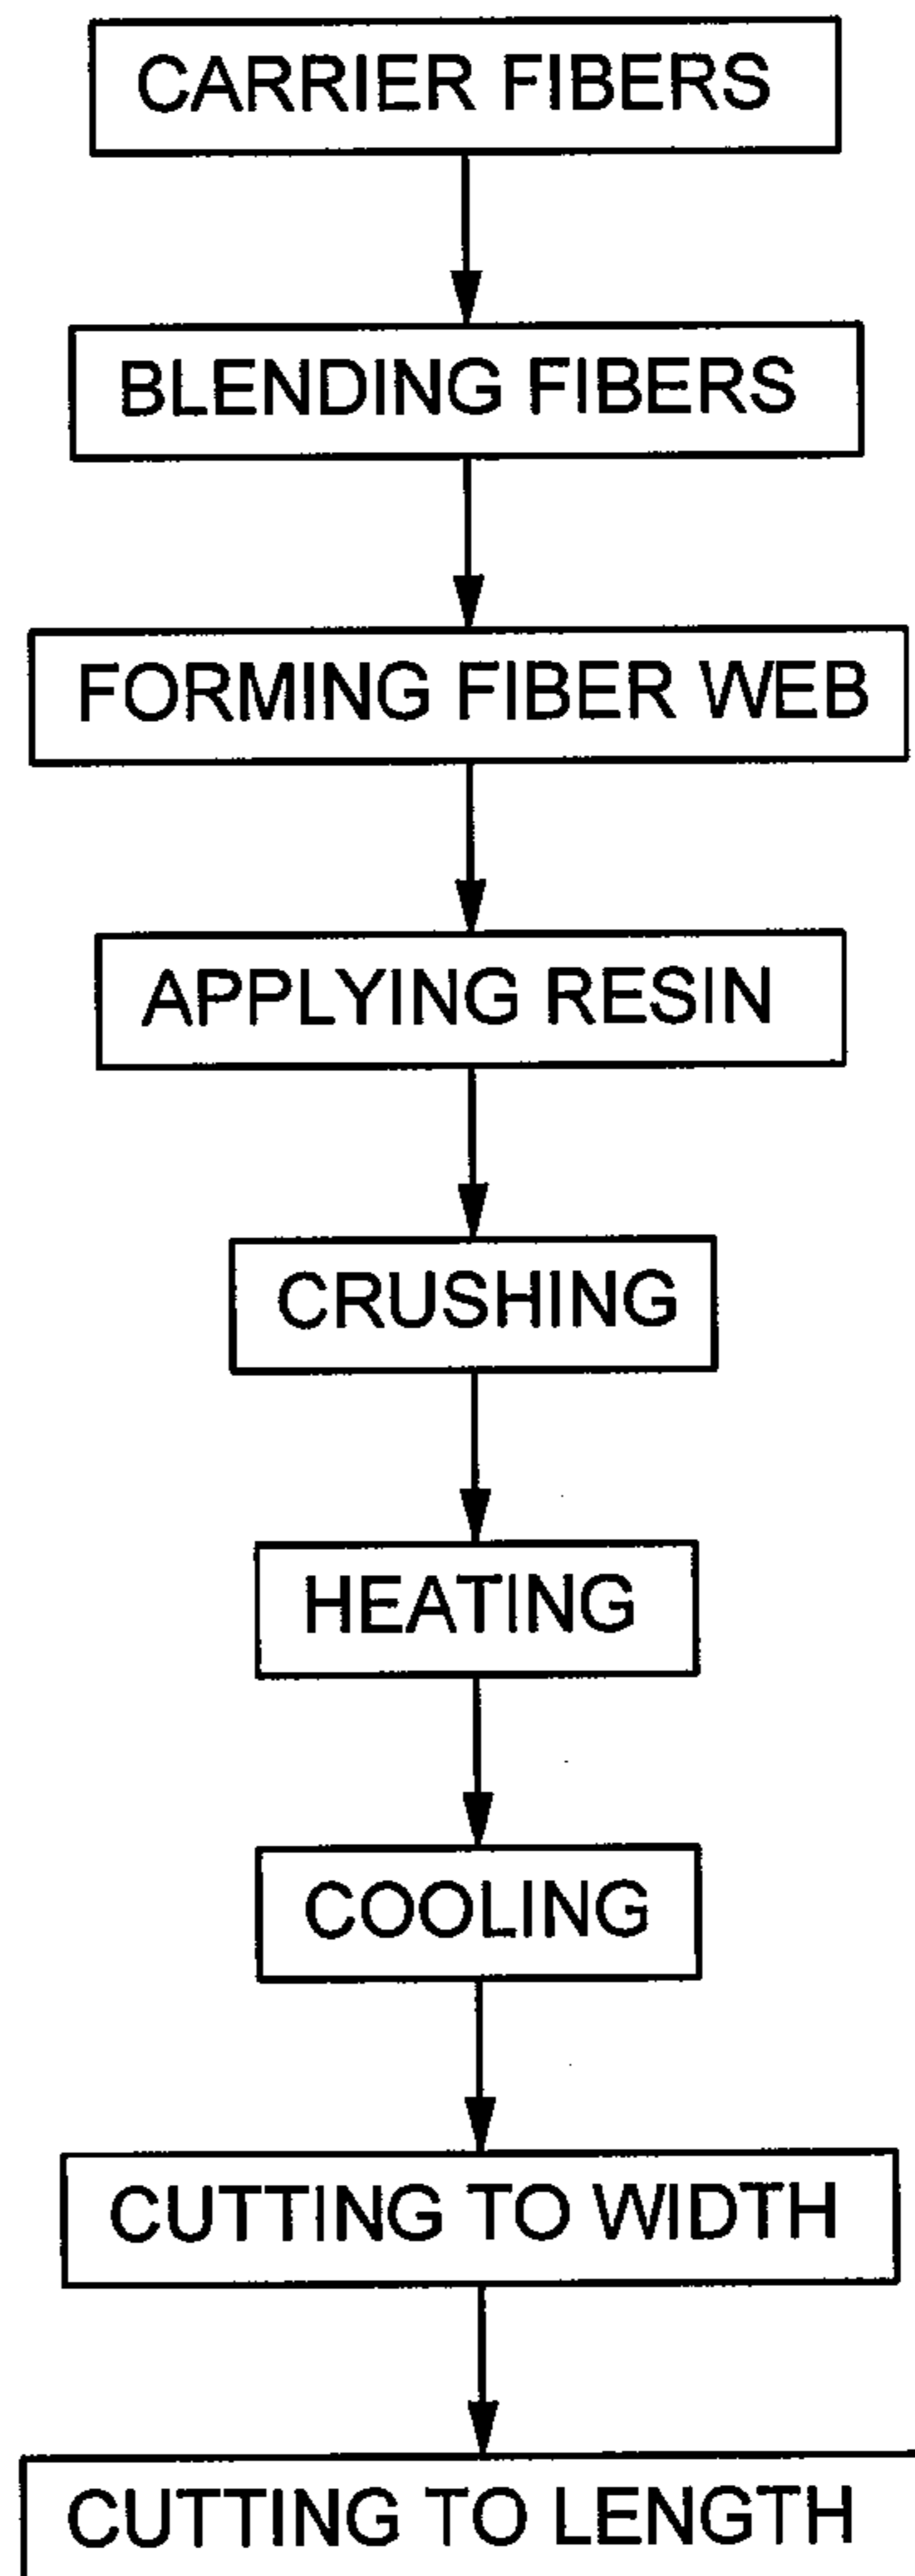 CARRIER FIBERS
BLENDING FIBERS
FORMING FIBER WEB
APPLYING RESIN
CRUSHING
HEATING
COOLING
CUTTING TO WIDTH
CUTTING TO LENGTH